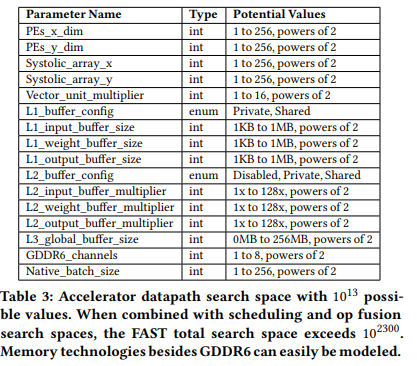 Parameter Name Type Potential Values
PEs_x_dim int 1 to 256, powers of 2
PEs_y_dim int 1 to 256, powers of 2
Systolic_array_x int 1 to 256, powers of 2
Systolic_array_y int 1 to 256, powers of 2
Vector_unit_multiplier int 1 to 16, powers of 2
L1_buffer_config enum Private, Shared
L1_input_buffer_size int 1KB to 1MB, powers of 2
L1_weight_buffer_size int 1KB to 1MB, powers of 2
L1_output_buffer_size int 1KB to 1MB, powers of 2
L2_buffer_config enum Disabled, Private, Shared
L2_input_buffer_multiplier int 1x to 128x, powers of 2
L2_weight_buffer_multiplier int 1x to 128x, powers of 2
L2_output_buffer_multiplier int 1x to 128x, powers of 2
L3_global_buffer_size int 0MB to 256MB, powers of 2
GDDR6_channels int 1 to 8, powers of 2
Native_batch_size int 1 to 256, powers of 2
Table 3: Accelerator datapath search space with 10¹³ possi-
ble values. When combined with scheduling and op fusion
search spaces, the FAST total search space exceeds 10²³⁰⁰.
Memory technologies besides GDDR6 can easily be modeled.